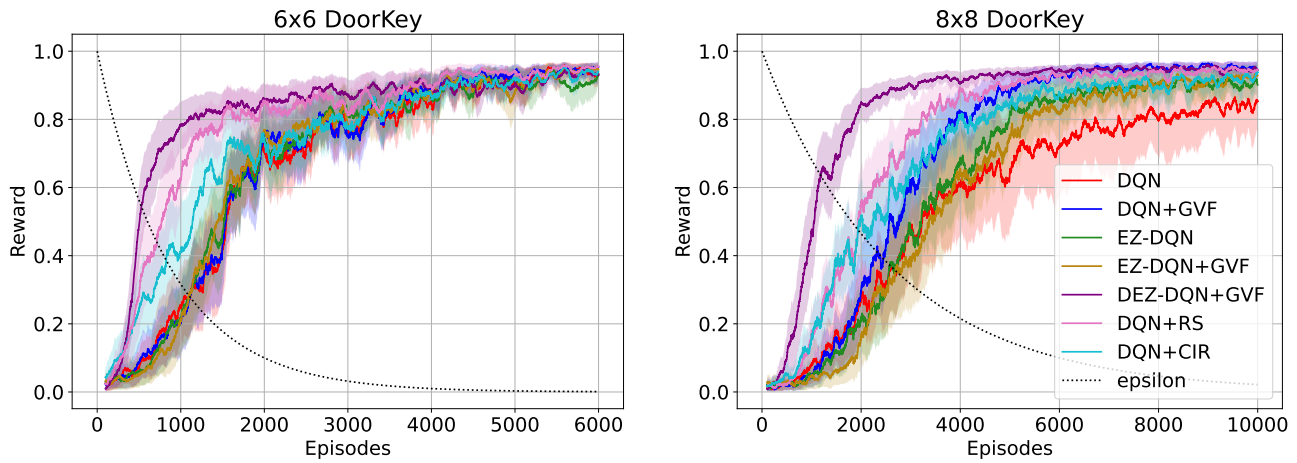 6x6 DoorKey
1.0
0.8
0.6
0.4
0.2
0.0
Reward
0 1000 2000 3000 4000 5000 6000
Episodes
8x8 DoorKey
1.0
0.8
0.6
0.4
0.2
0.0
Reward
0 2000 4000 6000 8000 10000
Episodes
DQN
DQN+GVF
EZ-DQN
EZ-DQN+GVF
DEZ-DQN+GVF
DQN+RS
DQN+CIR
epsilon